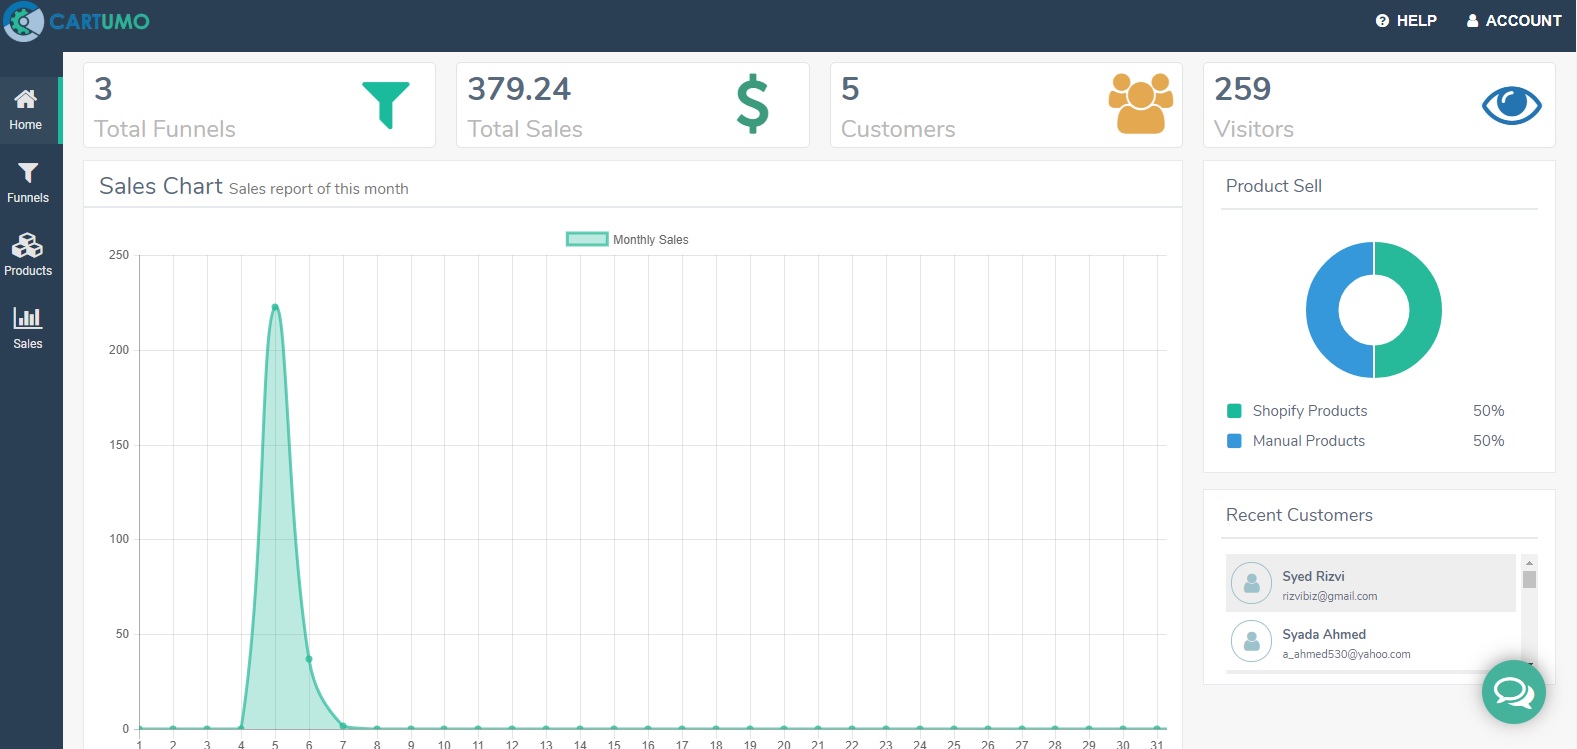 CARTUMO
HELP
ACCOUNT
Home
Funnels
Products
Sales
3
Total Funnels
379.24
Total Sales
5
Customers
259
Visitors
Sales Chart Sales report of this month
Monthly Sales
250
200
150
100
50
0
1 2 3 4 5 6 7 8 9 10 11 12 13 14 15 16 17 18 19 20 21 22 23 24 25 26 27 28 29 30 31
Product Sell
Shopify Products 50%
Manual Products 50%
Recent Customers
Syed Rizvi
rizvibiz@gmail.com
Syada Ahmed
a_ahmed530@yahoo.com